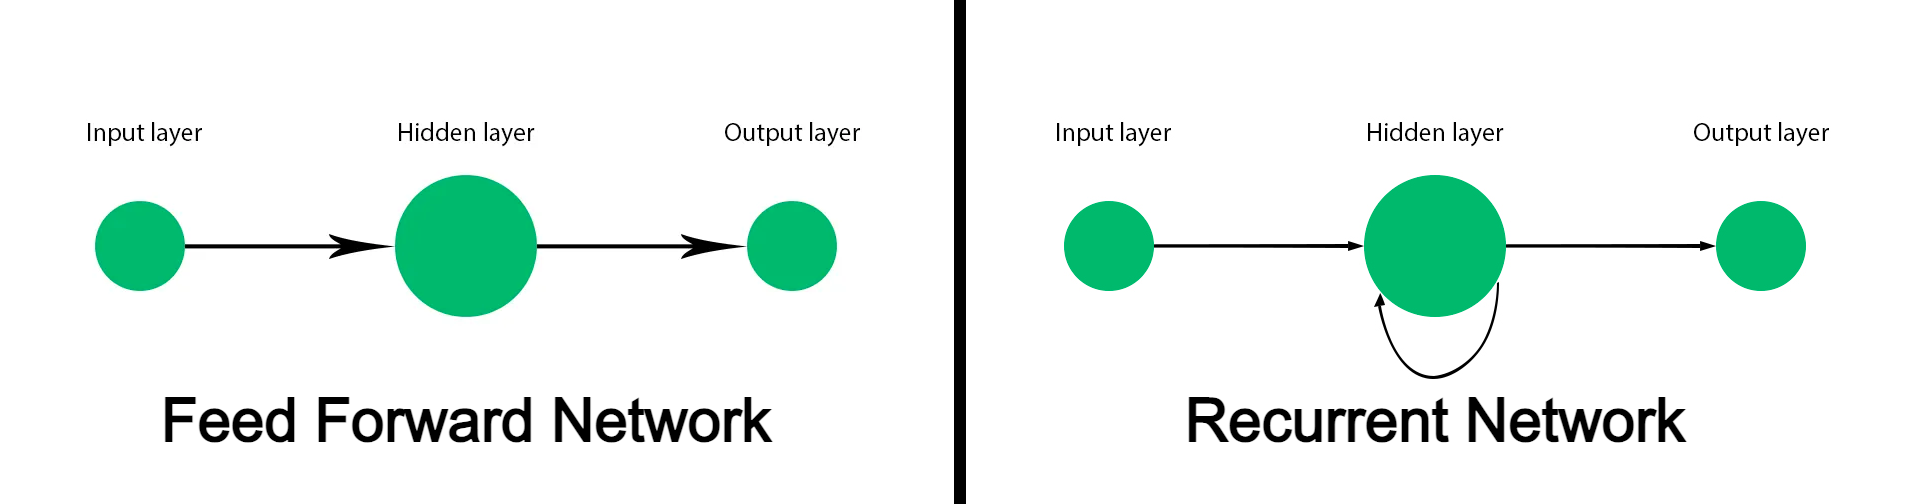 Input layer
Hidden layer
Output layer
Feed Forward Network
Input layer
Hidden layer
Output layer
Recurrent Network